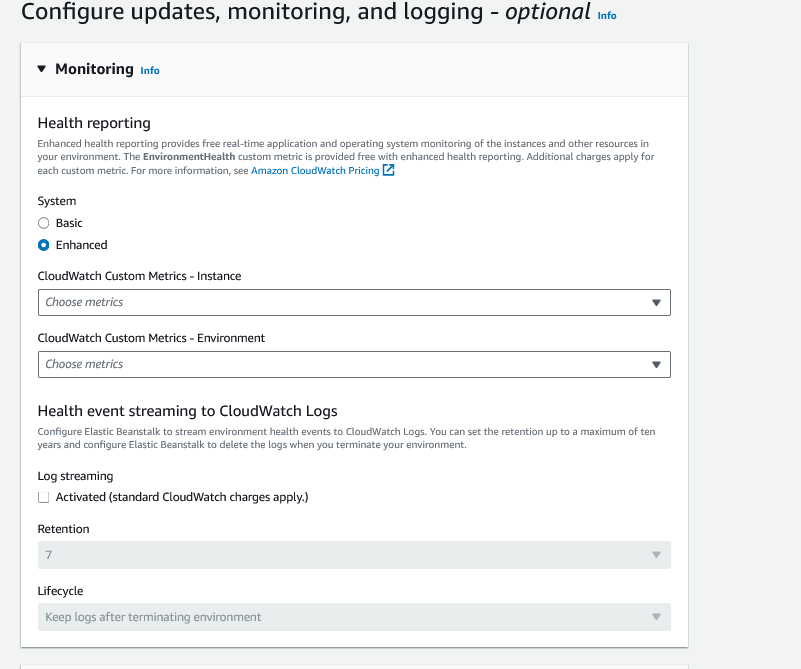 Configure updates, monitoring, and logging - optional Info
Monitoring Info
Health reporting
Enhanced health reporting provides free real-time application and operating system monitoring of the instances and other resources in
your environment. The EnvironmentHealth custom metric is provided free with enhanced health reporting. Additional charges apply for
each custom metric. For more information, see Amazon CloudWatch Pricing
System
Basic
Enhanced
CloudWatch Custom Metrics - Instance
Choose metrics
CloudWatch Custom Metrics - Environment
Choose metrics
Health event streaming to CloudWatch Logs
Configure Elastic Beanstalk to stream environment health events to CloudWatch Logs. You can set the retention up to a maximum of ten
years and configure Elastic Beanstalk to delete the logs when you terminate your environment.
Log streaming
Activated (standard CloudWatch charges apply.)
Retention
7
Lifecycle
Keep logs after terminating environment